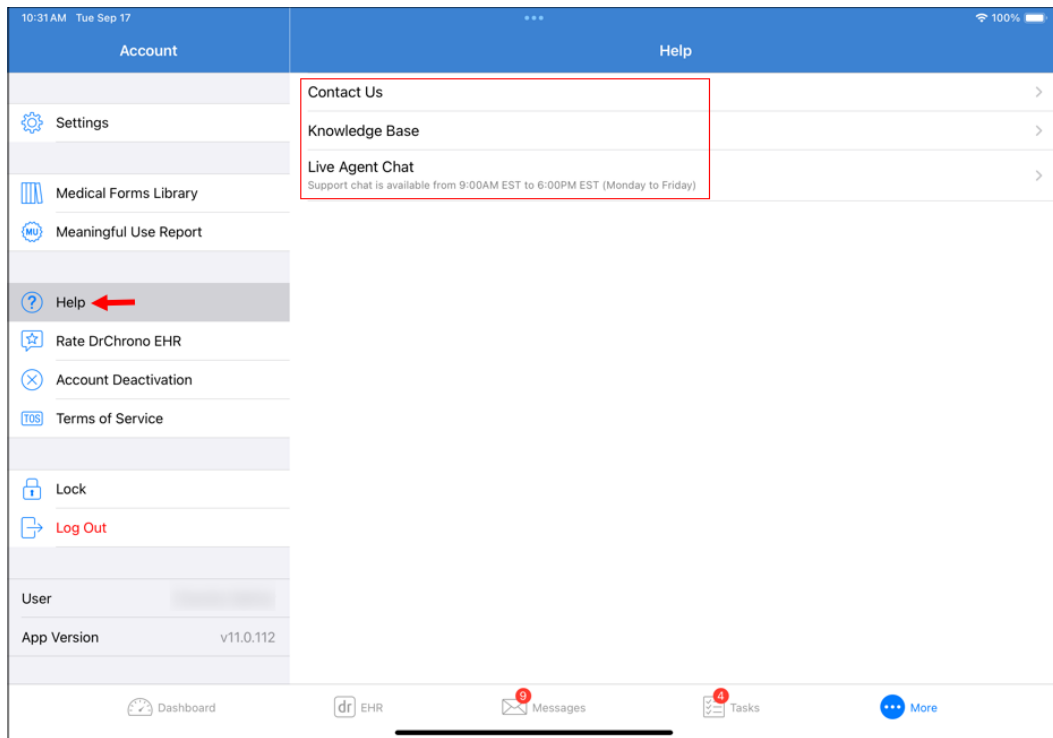 10:31 AM Tue Sep 17
100%
Account
Help
Settings
Medical Forms Library
MU
Meaningful Use Report
?
Help
Rate DrChrono EHR
Account Deactivation
TOS
Terms of Service
Lock
Log Out
User
App Version
v11.0.112
Contact Us
Knowledge Base
Live Agent Chat
Support chat is available from 9:00AM EST to 6:00PM EST (Monday to Friday)
Dashboard
dr
EHR
9
Messages
4
Tasks
More